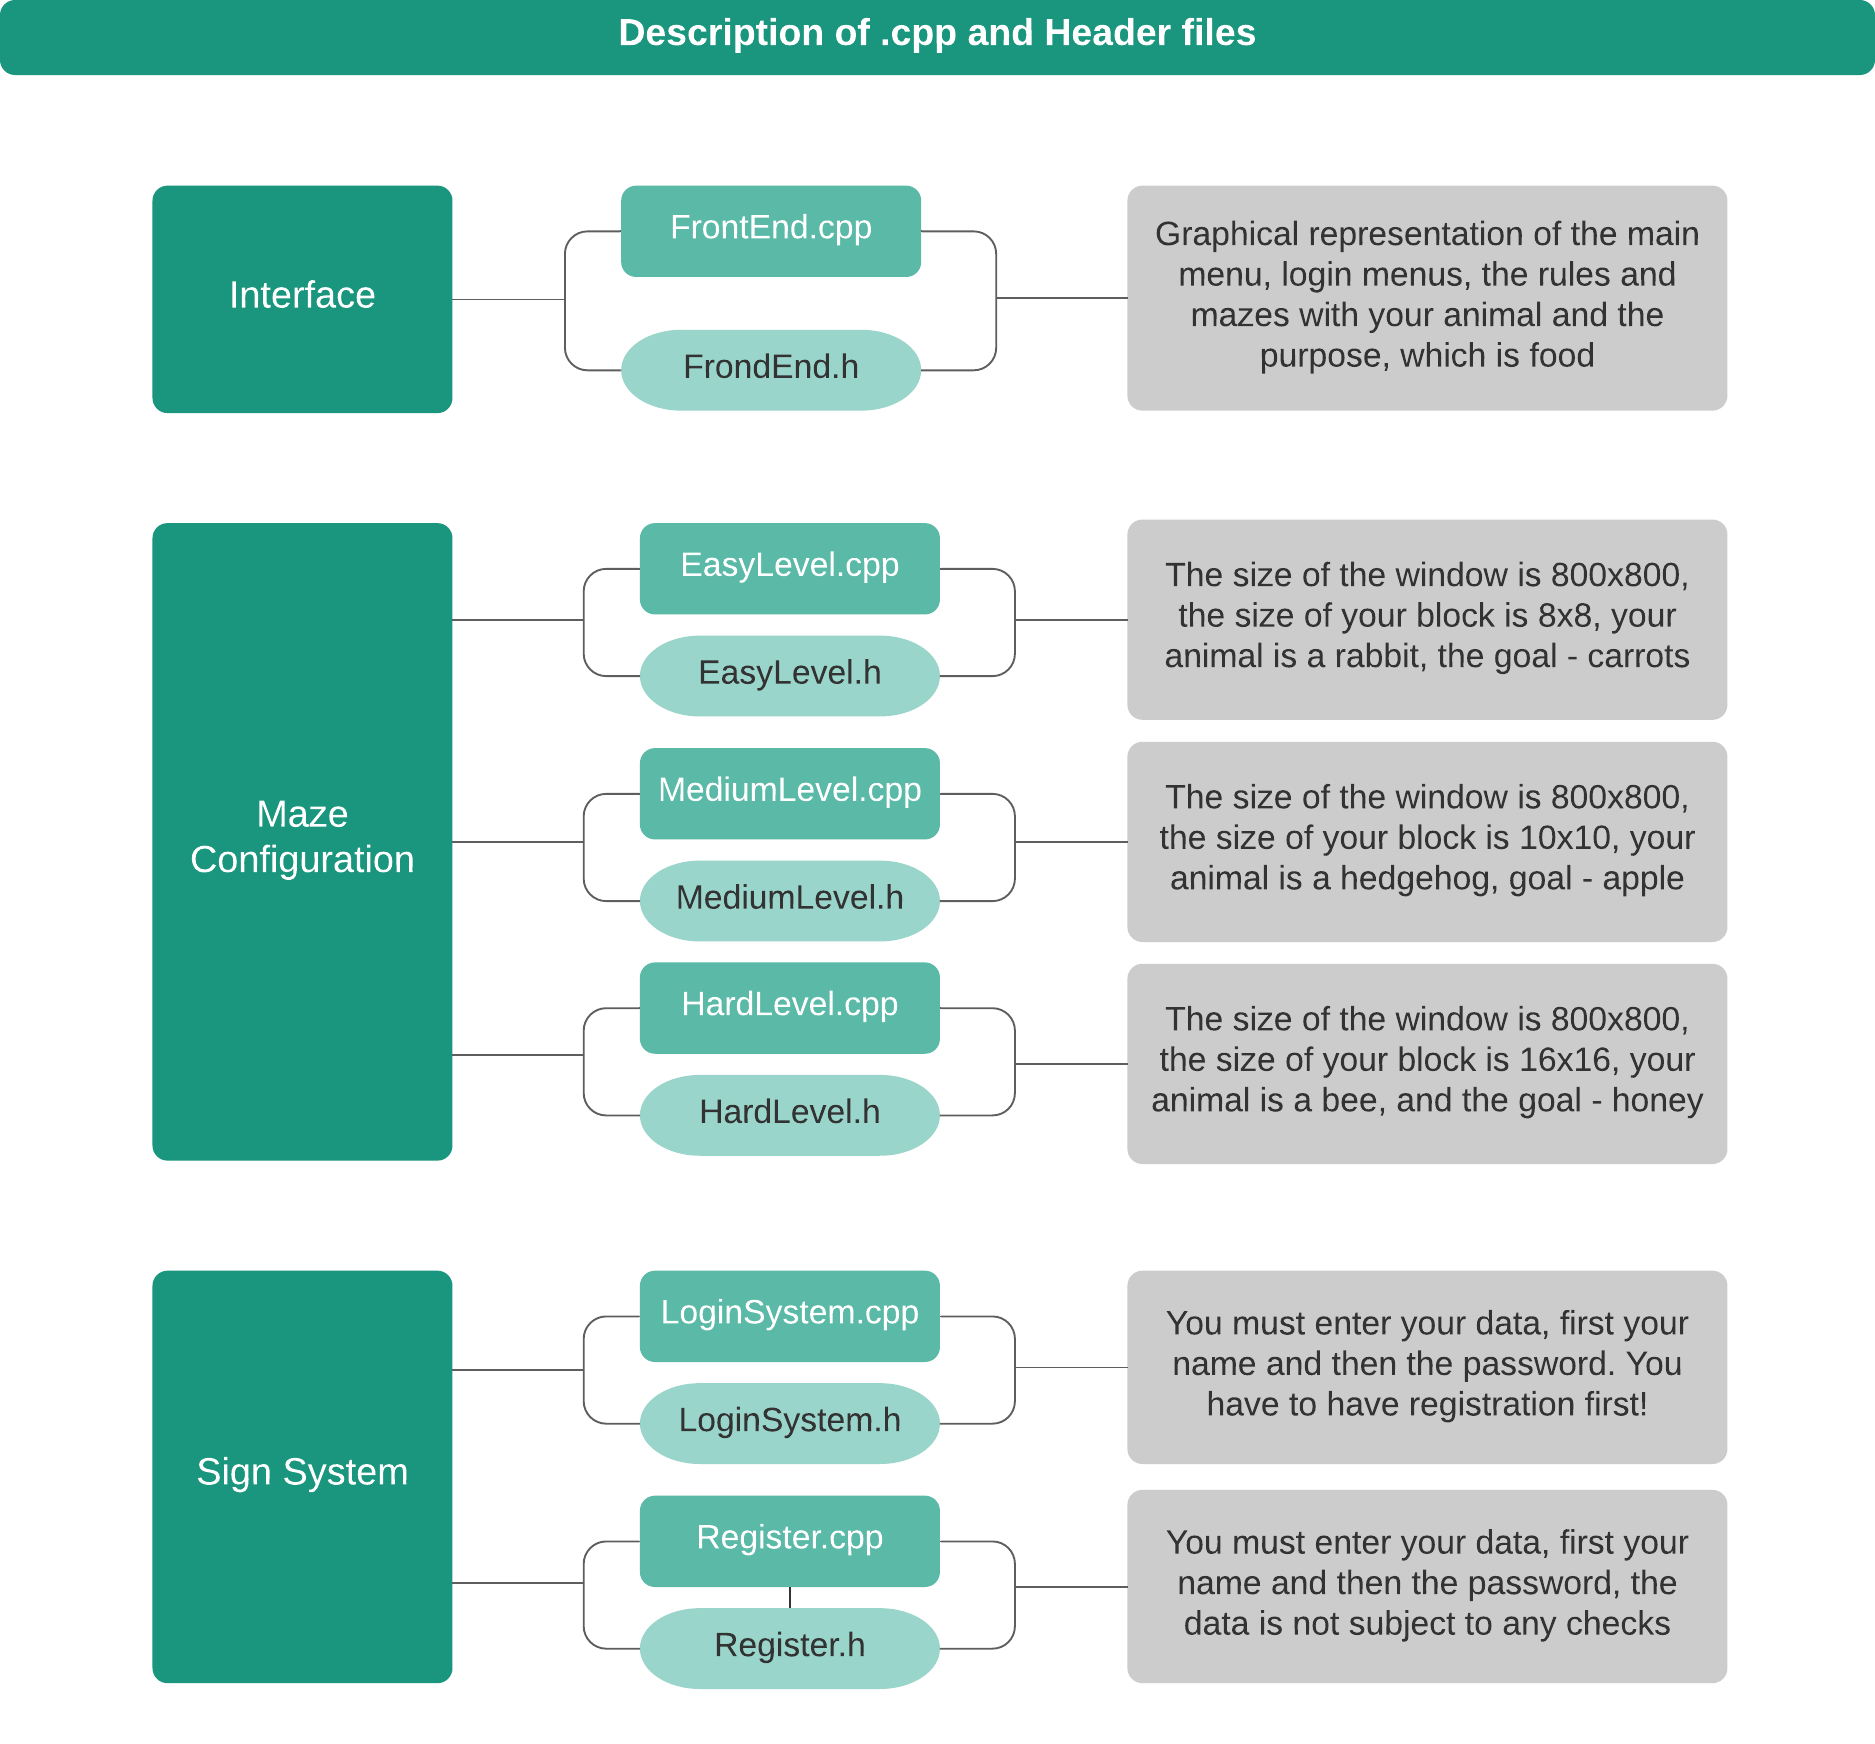 Description of .cpp and Header files
Interface
FrontEnd.cpp
FrondEnd.h
Graphical representation of the main
menu, login menus, the rules and
mazes with your animal and the
purpose, which is food
Maze
Configuration
EasyLevel.cpp
EasyLevel.h
The size of the window is 800x800,
the size of your block is 8x8, your
animal is a rabbit, the goal - carrots
MediumLevel.cpp
MediumLevel.h
The size of the window is 800x800,
the size of your block is 10x10, your
animal is a hedgehog, goal - apple
HardLevel.cpp
HardLevel.h
The size of the window is 800x800,
the size of your block is 16x16, your
animal is a bee, and the goal - honey
Sign System
LoginSystem.cpp
LoginSystem.h
You must enter your data, first your
name and then the password. You
have to have registration first!
Register.cpp
Register.h
You must enter your data, first your
name and then the password, the
data is not subject to any checks